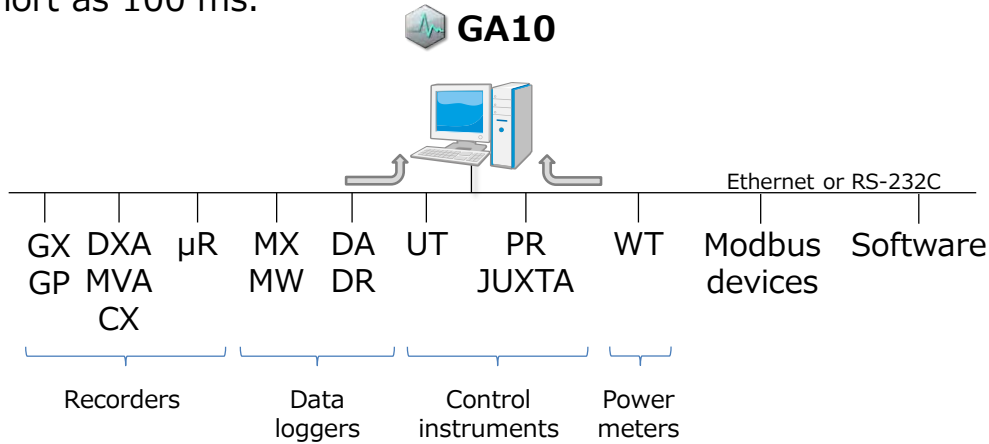 hort as 100 ms.
GA10
Ethernet or RS-232C
GX DXA µR MX DA UT PR WT Modbus Software
GP MVA MW DR JUXTA devices
CX
Recorders Data Control Power
loggers instruments meters